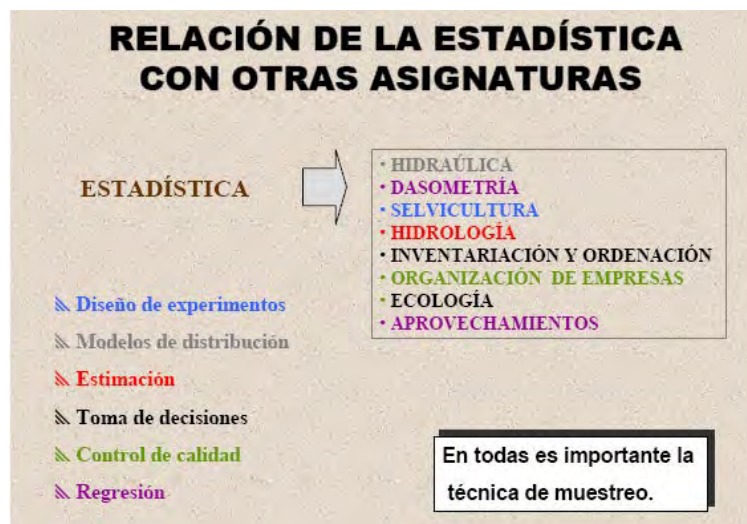 RELACIÓN DE LA ESTADÍSTICA
CON OTRAS ASIGNATURAS
ESTADÍSTICA
• HIDRAÚLICA
• DASOMETRÍA
• SELVICULTURA
• HIDROLOGÍA
• INVENTARIACIÓN Y ORDENACIÓN
• ORGANIZACIÓN DE EMPRESAS
• ECOLOGÍA
• APROVECHAMIENTOS
Diseño de experimentos
Modelos de distribución
Estimación
Toma de decisiones
Control de calidad
Regresión
En todas es importante la
técnica de muestreo.